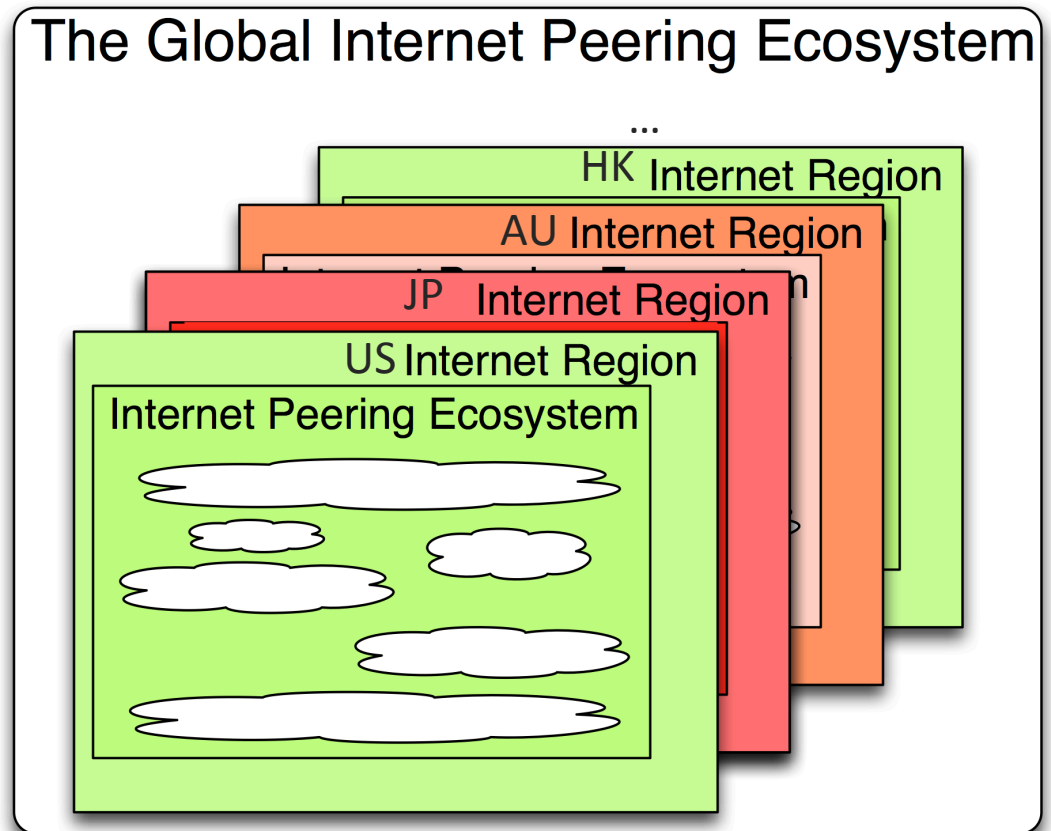 The Global Internet Peering Ecosystem
...
HK Internet Region
AU Internet Region
JP Internet Region
US Internet Region
Internet Peering Ecosystem